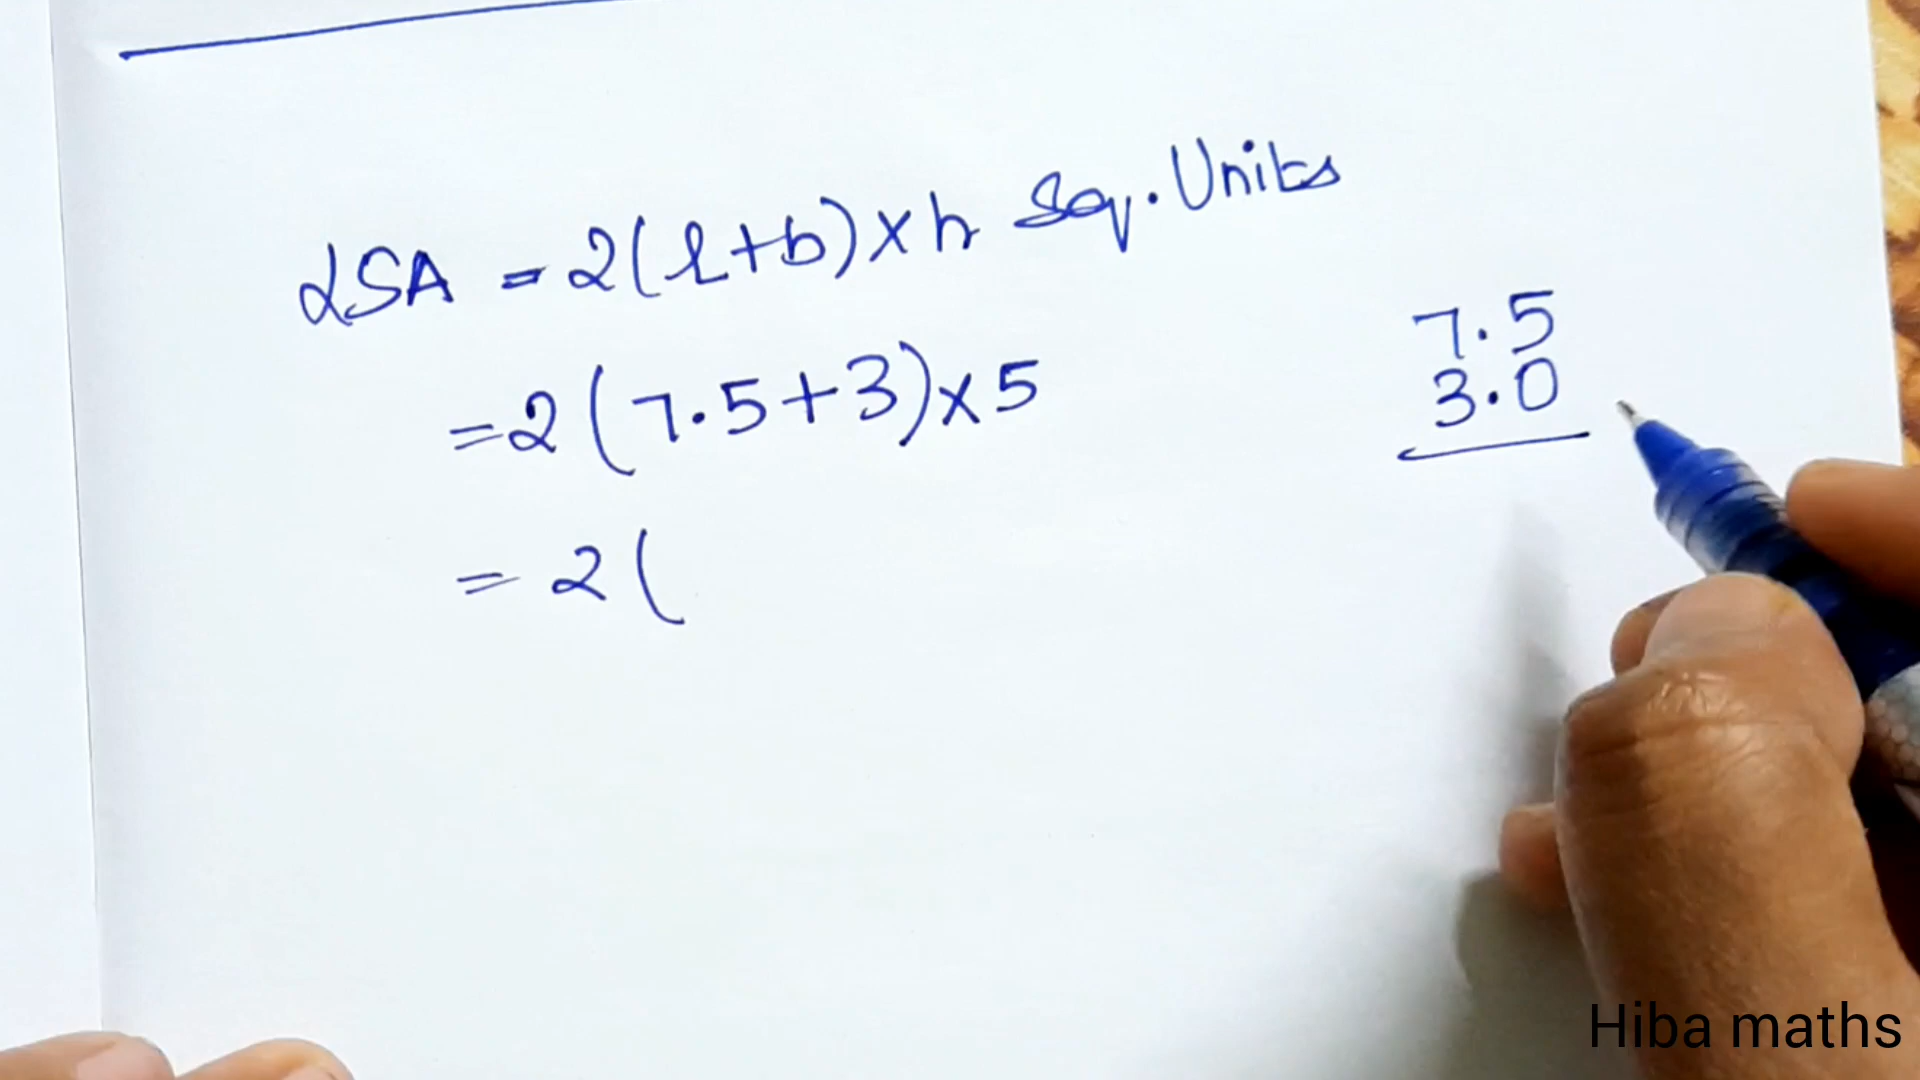 LSA = 2(l+b)×h Sq. Units
=2(7.5+3)×5
= 2(
7.5
3.0
Hiba maths